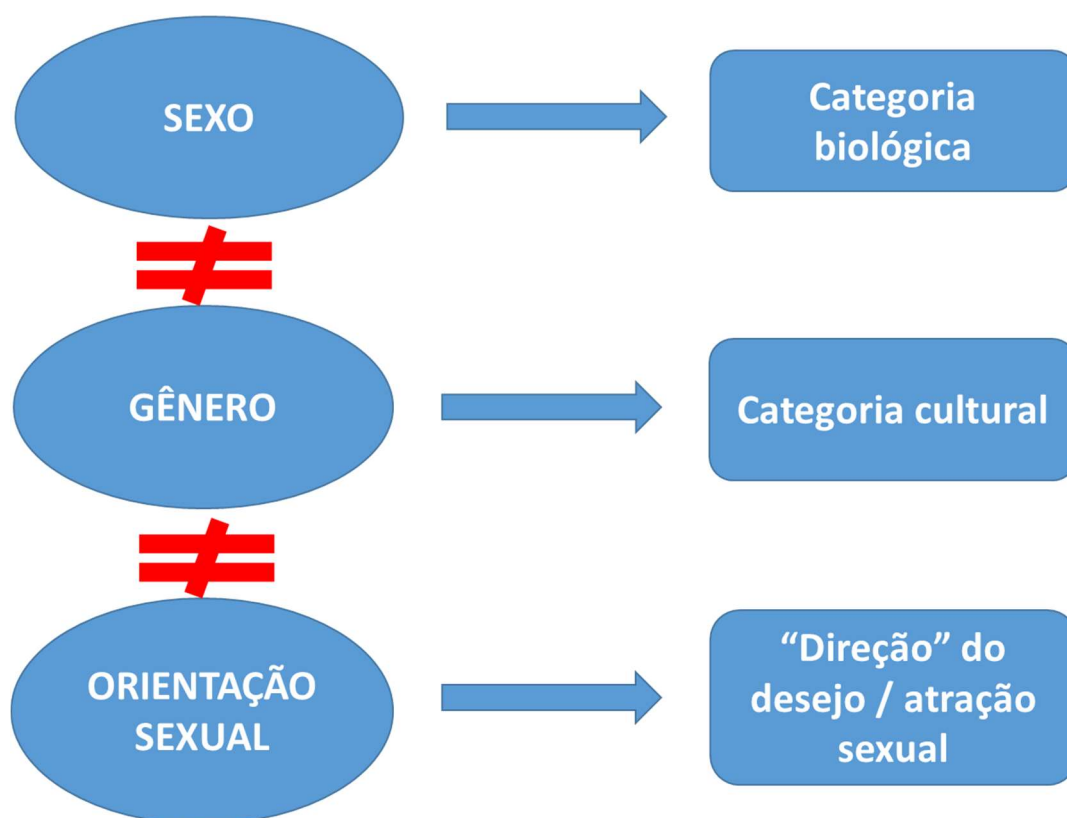 SEXO
Categoria
biológica
GÊNERO
Categoria cultural
ORIENTAÇÃO
SEXUAL
“Direção” do
desejo / atração
sexual